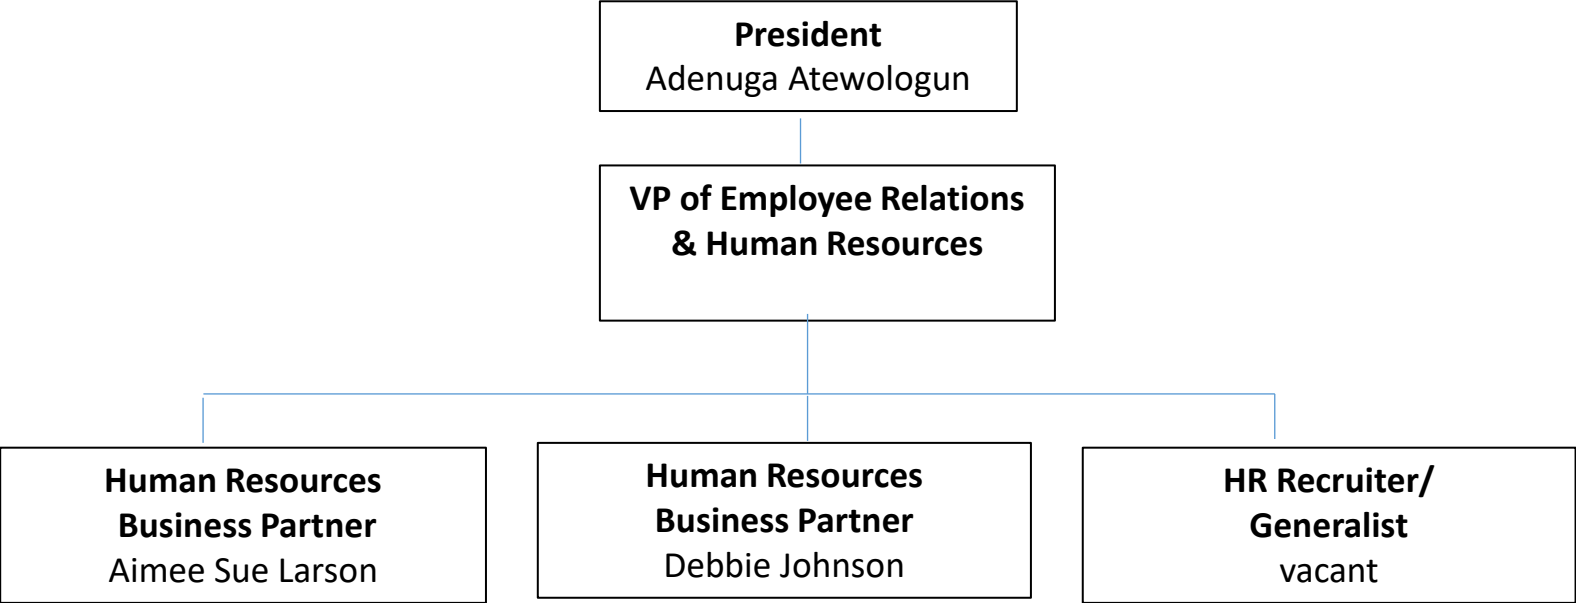 President
Adenuga Atewologun
VP of Employee Relations
& Human Resources
Human Resources
Business Partner
Aimee Sue Larson
Human Resources
Business Partner
Debbie Johnson
HR Recruiter/
Generalist
vacant